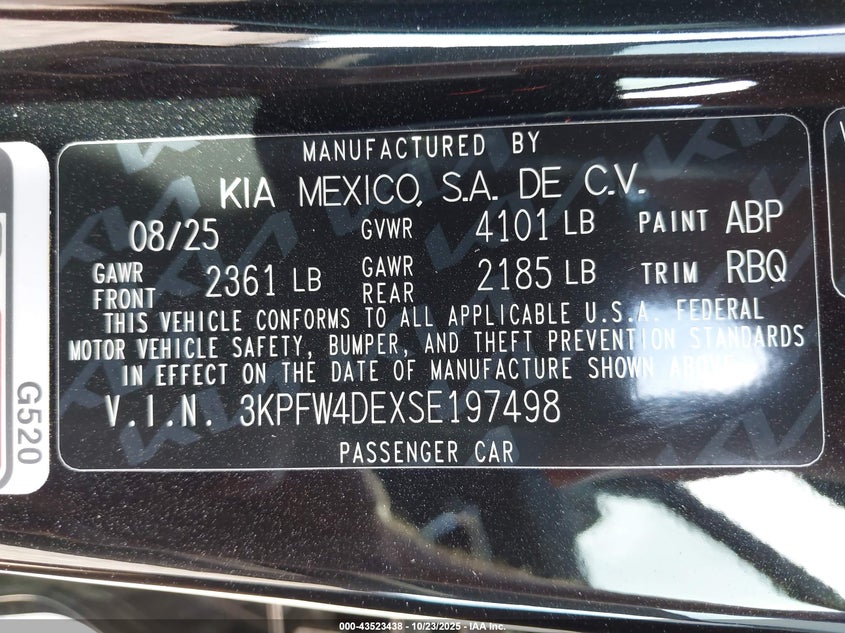 MANUFACTURED BY
KIA MEXICO, S.A. DE C.V.
08/25 GVWR 4101 LB PAINT ABP
GAWR FRONT 2361 LB GAWR REAR 2185 LB TRIM RBQ
THIS VEHICLE CONFORMS TO ALL APPLICABLE U.S.A. FEDERAL
MOTOR VEHICLE SAFETY, BUMPER, AND THEFT PREVENTION STANDARDS
IN EFFECT ON THE DATE OF MANUFACTURE SHOWN ABOVE.
V.I.N. 3KPFW4DEXSE197498
PASSENGER CAR
G520
000-43523438 - 10/23/2025 - IAA Inc.